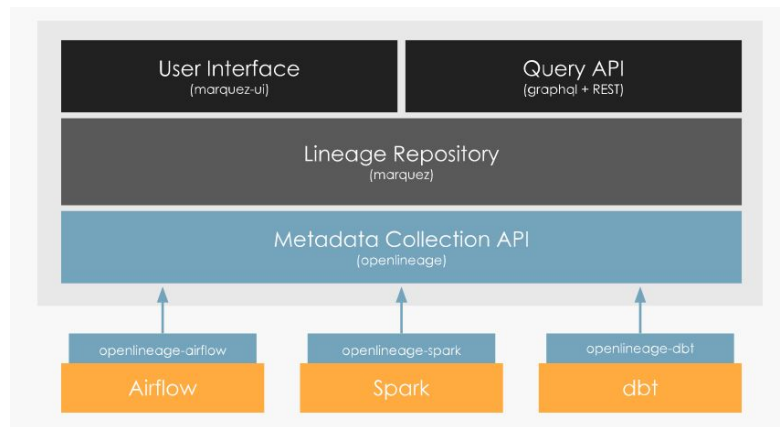 User Interface
(marquez-ui)
Query API
(graphql + REST)
Lineage Repository
(marquez)
Metadata Collection API
(openlineage)
openlineage-airflow
openlineage-spark
openlineage-dbt
Airflow
Spark
dbt